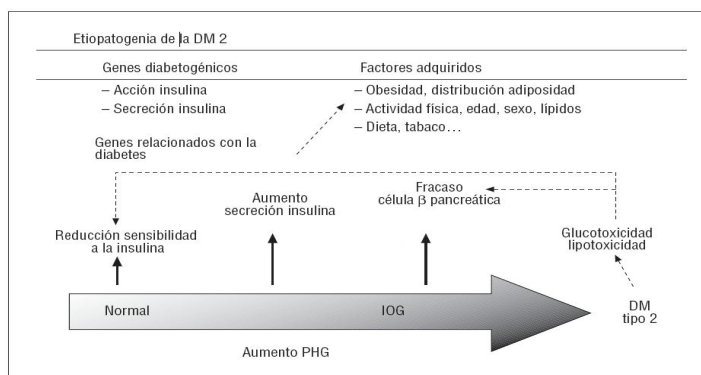 Etiopatogenia de la DM 2
Genes diabetogénicos
– Acción insulina
– Secreción insulina
Factores adquiridos
– Obesidad, distribución adiposidad
– Actividad física, edad, sexo, lípidos
– Dieta, tabaco…
Genes relacionados con la
diabetes
Reducción sensibilidad
a la insulina
Aumento
secreción insulina
Fracaso
célula β pancreática
Glucotoxicidad
lipotoxicidad
Normal
IOG
DM
tipo 2
Aumento PHG